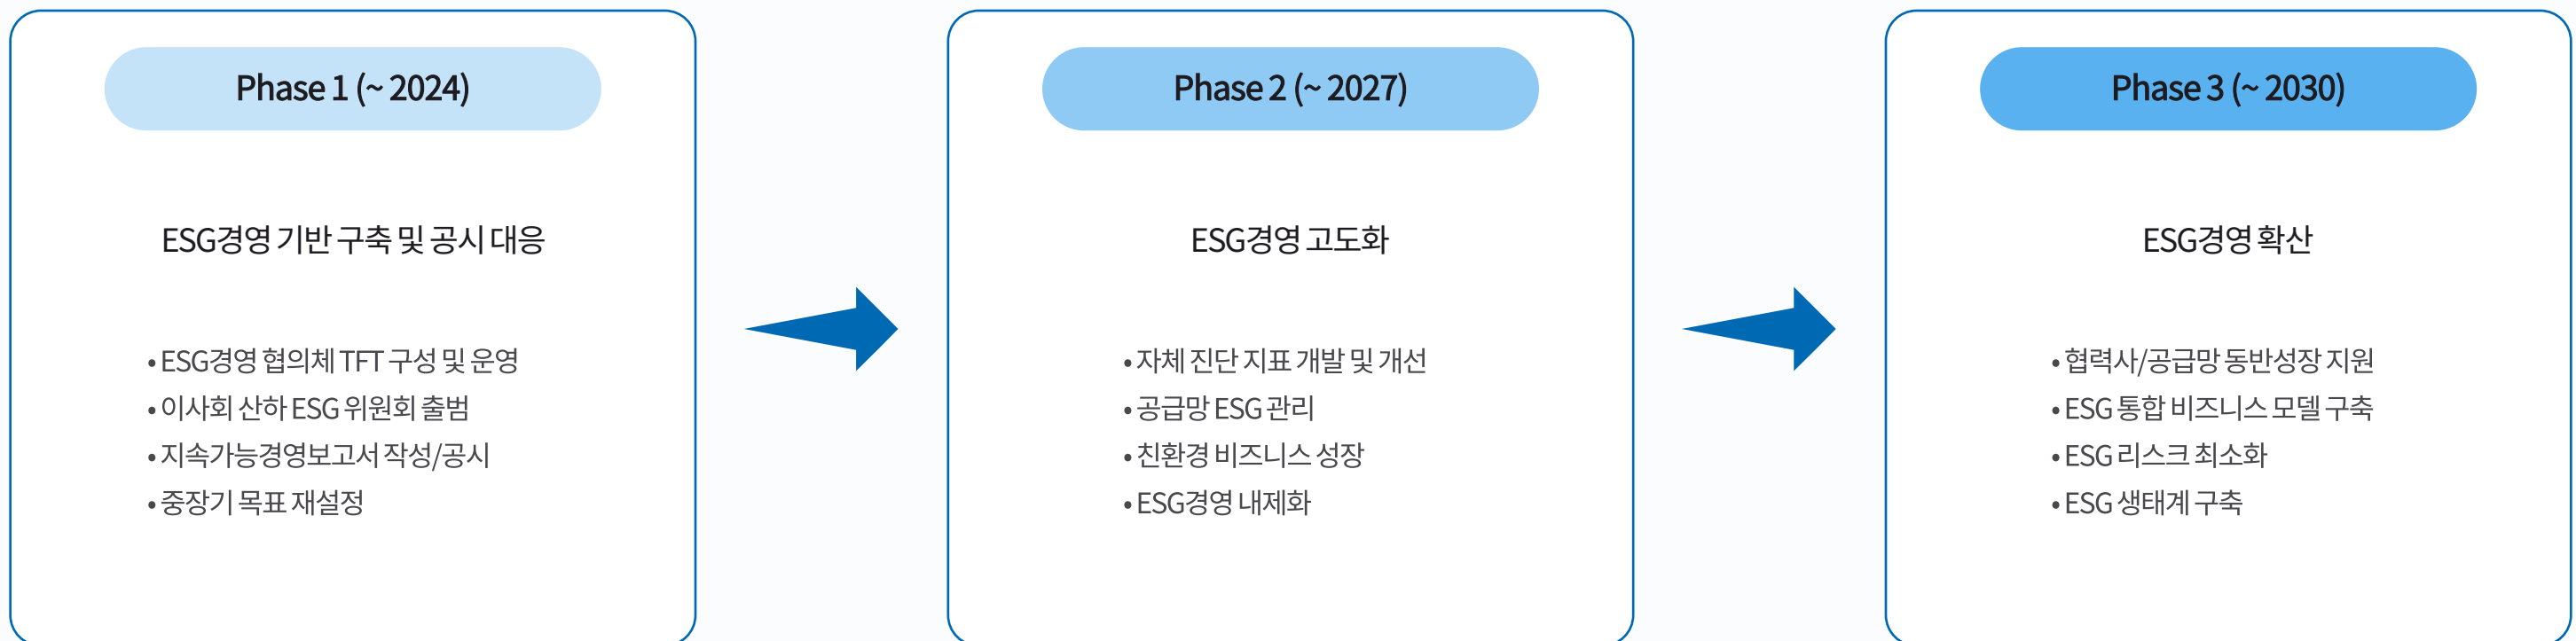 Phase 1 (~ 2024)
ESG경영 기반 구축 및 공시 대응
• ESG경영 협의체 TFT 구성 및 운영
• 이사회 산하 ESG 위원회 출범
• 지속가능경영보고서 작성/공시
• 중장기 목표 재설정
Phase 2 (~ 2027)
ESG경영 고도화
• 자체 진단 지표 개발 및 개선
• 공급망 ESG 관리
• 친환경 비즈니스 성장
• ESG경영 내제화
Phase 3 (~ 2030)
ESG경영 확산
• 협력사/공급망 동반성장 지원
• ESG 통합 비즈니스 모델 구축
• ESG 리스크 최소화
• ESG 생태계 구축